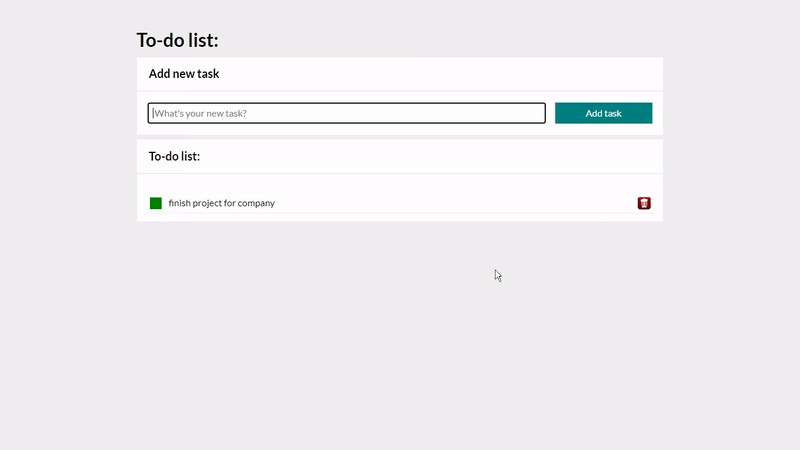 To-do list:
Add new task
What's your new task?
Add task
To-do list:
finish project for company